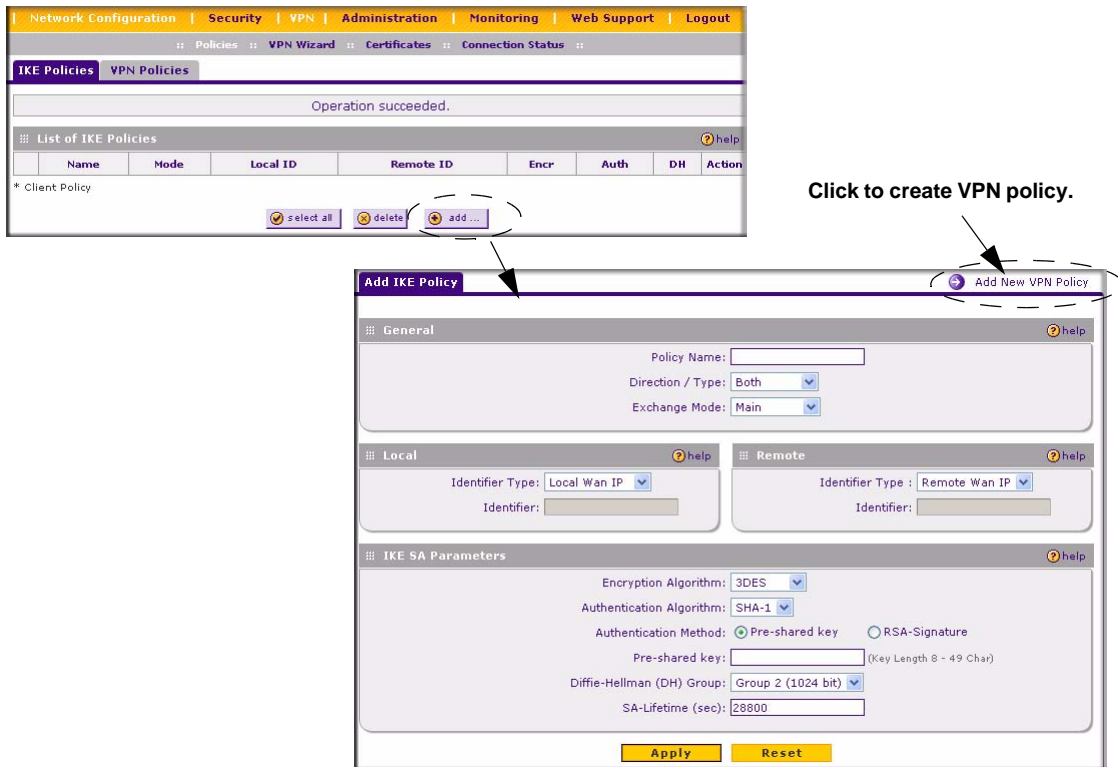 Network Configuration | Security | VPN | Administration | Monitoring | Web Support | Logout
:: Policies :: VPN Wizard :: Certificates :: Connection Status ::
IKE Policies VPN Policies
Operation succeeded.
List of IKE Policies help
Name Mode Local ID Remote ID Encr Auth DH Action
* Client Policy
select all delete add ...
Click to create VPN policy.
Add IKE Policy Add New VPN Policy
General help
Policy Name:
Direction / Type: Both
Exchange Mode: Main
Local help
Identifier Type: Local Wan IP
Identifier:
Remote help
Identifier Type : Remote Wan IP
Identifier:
IKE SA Parameters help
Encryption Algorithm: 3DES
Authentication Algorithm: SHA-1
Authentication Method: Pre-shared key RSA-Signature
Pre-shared key: (Key Length 8 - 49 Char)
Diffie-Hellman (DH) Group: Group 2 (1024 bit)
SA-Lifetime (sec): 28800
Apply Reset